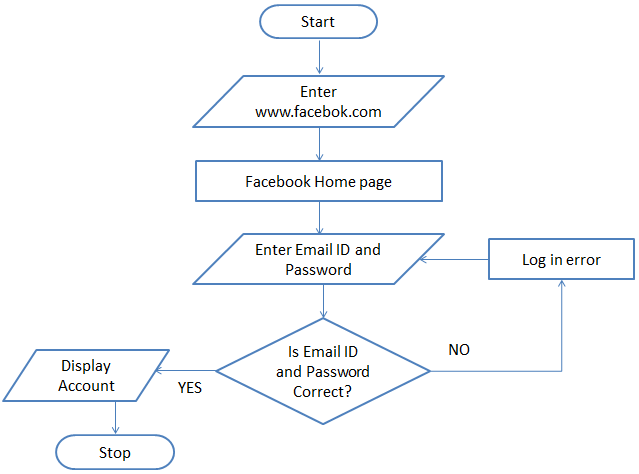 Start
Enter
www.facebok.com
Facebook Home page
Enter Email ID and
Password
Log in error
Is Email ID
and Password
Correct?
NO
YES
Display
Account
Stop